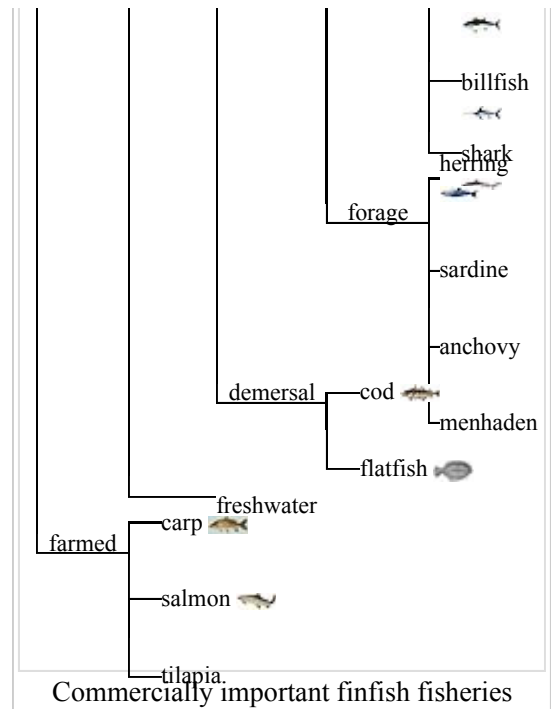 billfish
shark
herring
forage
sardine
anchovy
demersal
cod
menhaden
flatfish
freshwater
carp
farmed
salmon
tilapia.
Commercially important finfish fisheries